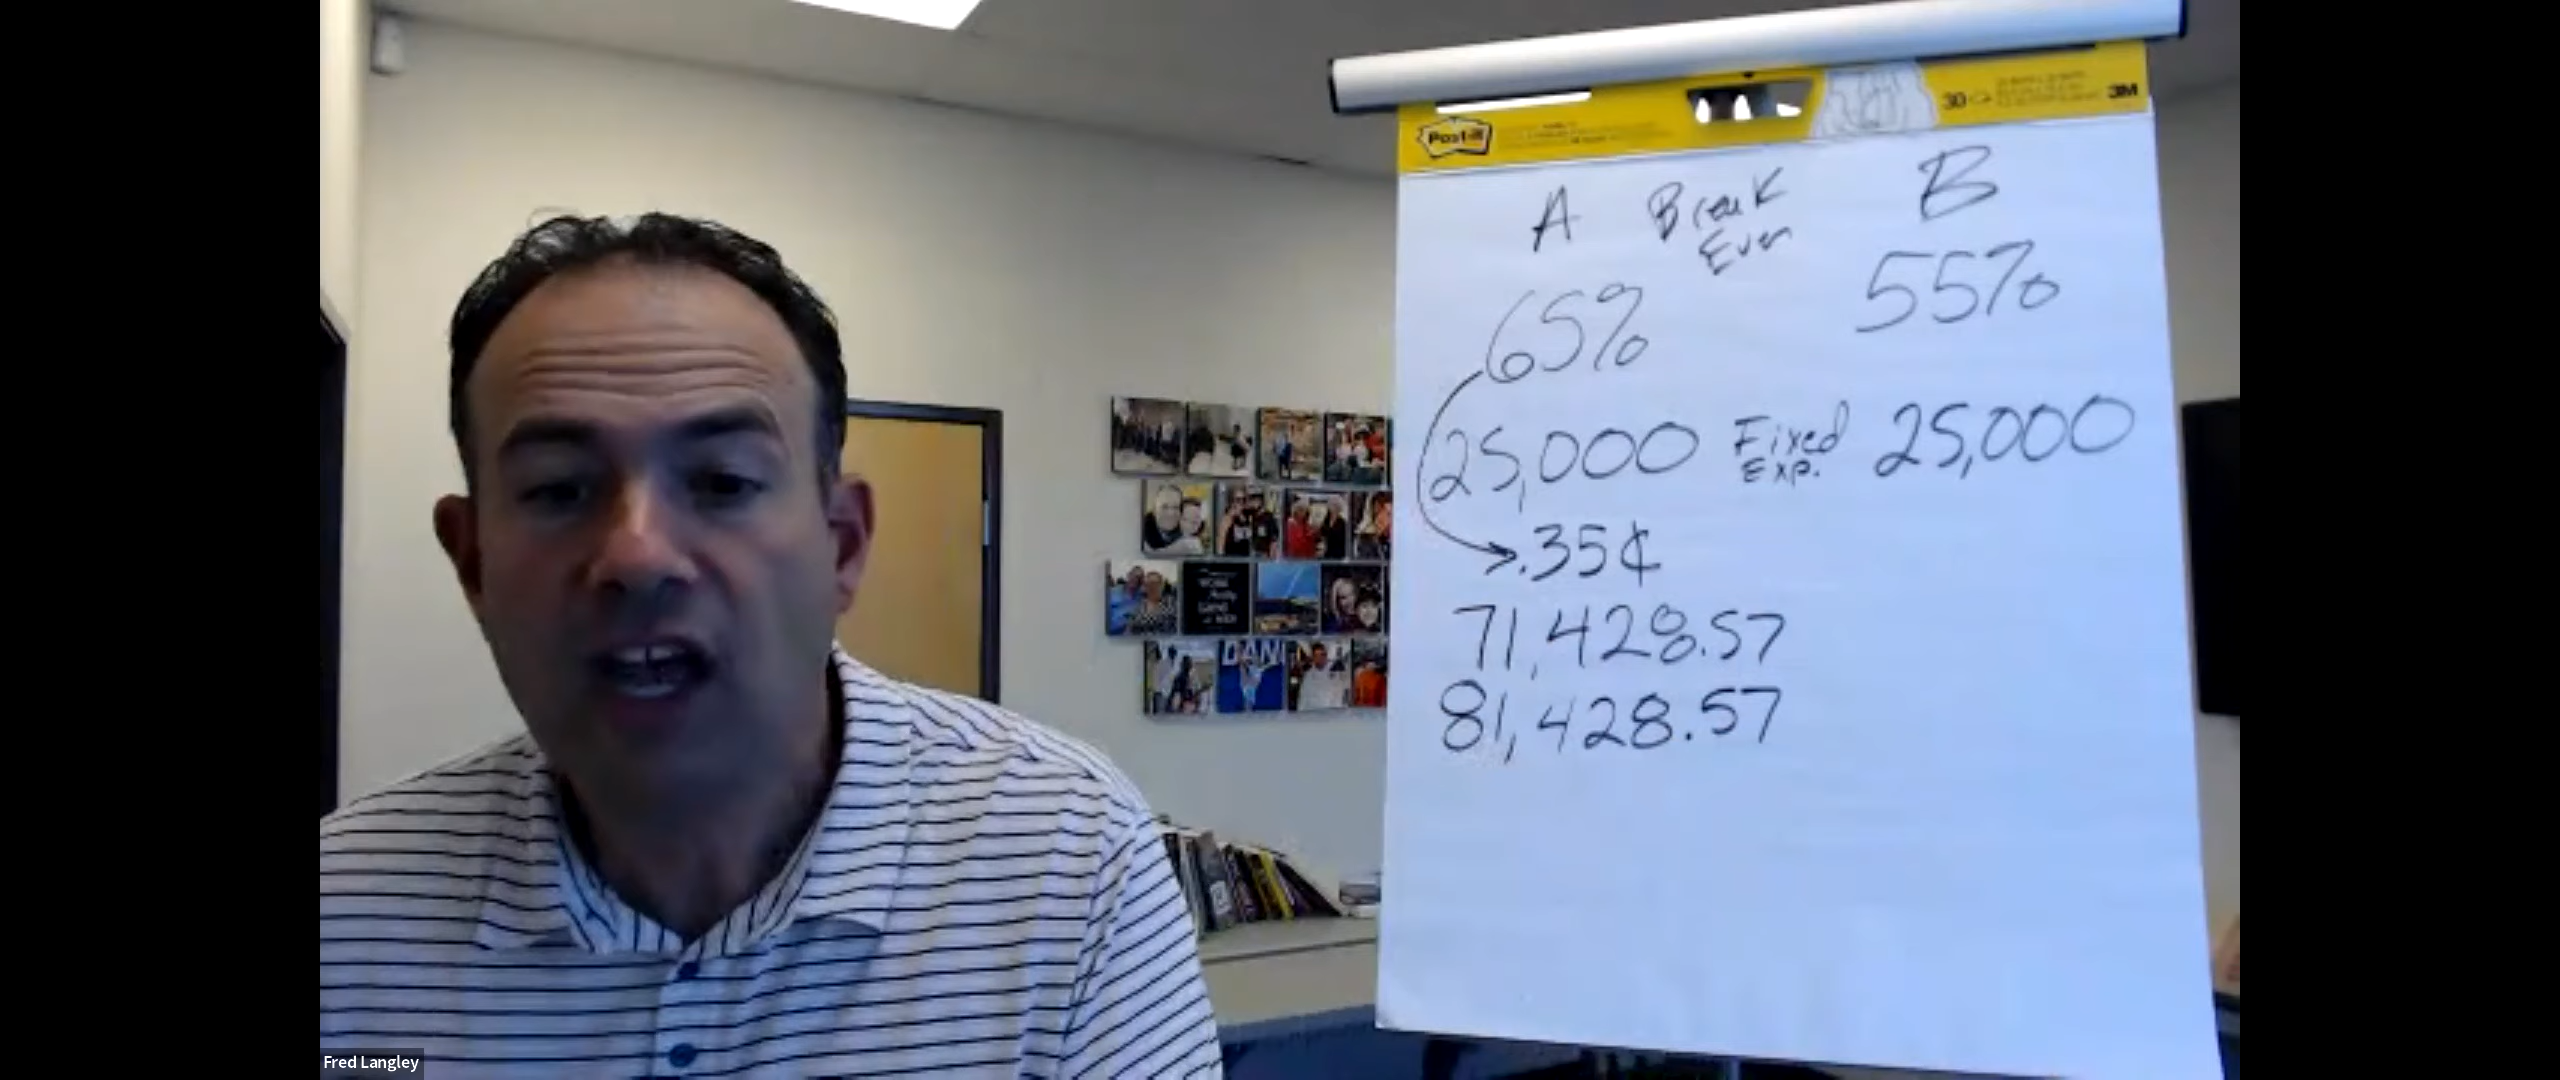 Post-it
30
3M
A Break Even B
65% 55%
25,000 Fixed Exp. 25,000
.35¢
71,428.57
81,428.57
DAN
Fred Langley